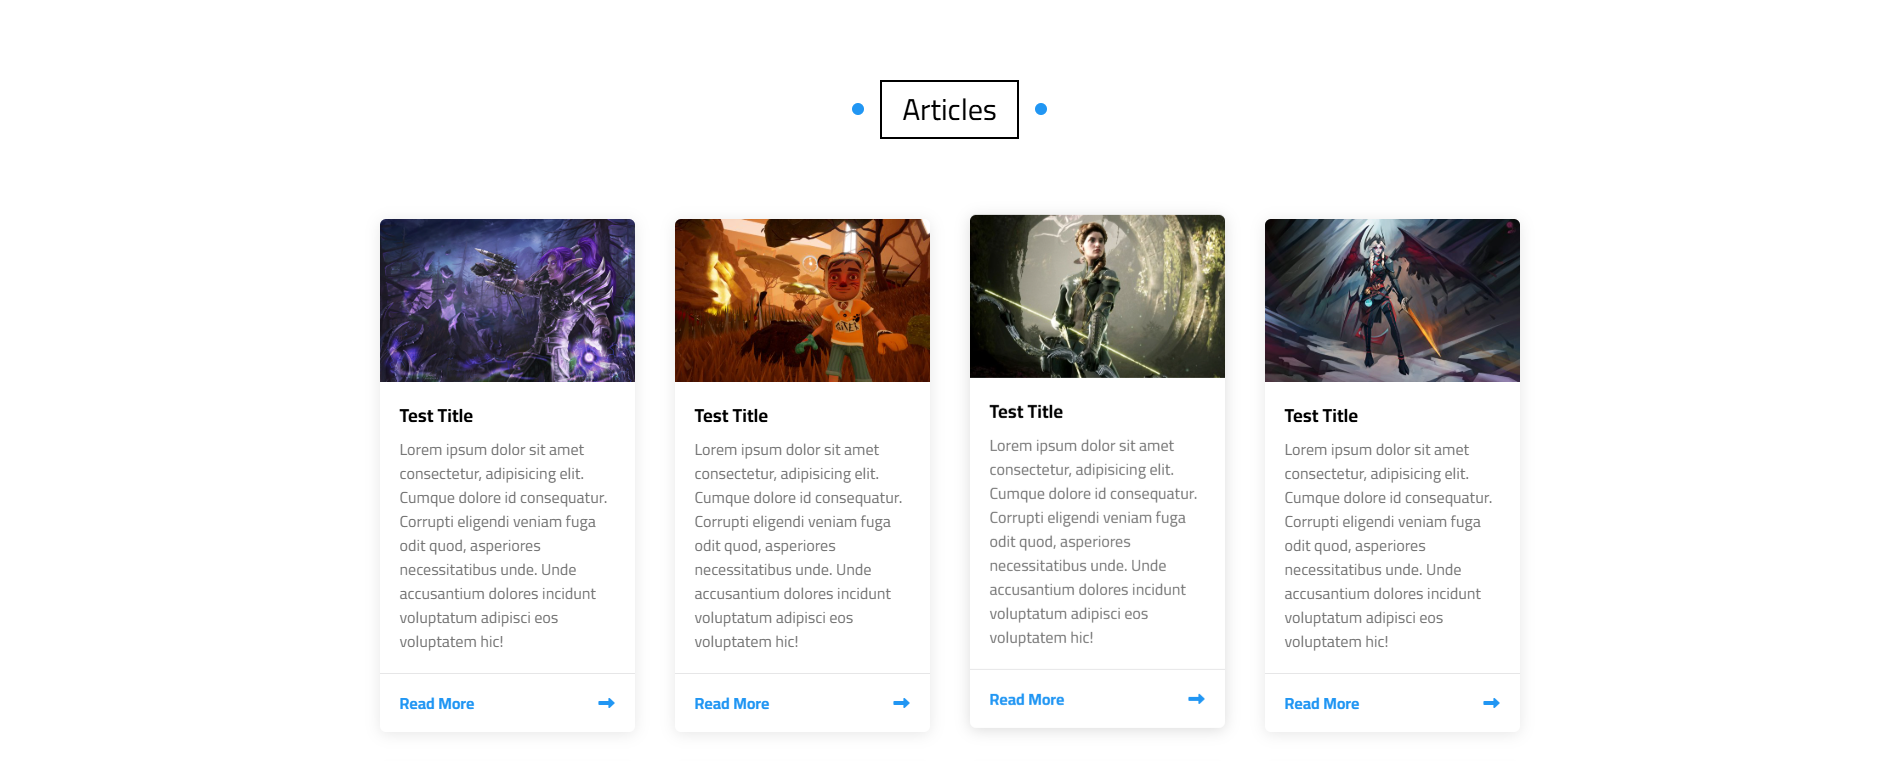 Articles
Test Title
Lorem ipsum dolor sit amet
consectetur, adipisicing elit.
Cumque dolore id consequatur.
Corrupti eligendi veniam fuga
odit quod, asperiores
necessitatibus unde. Unde
accusantium dolores incidunt
voluptatum adipisci eos
voluptatem hic!
Read More
Test Title
Lorem ipsum dolor sit amet
consectetur, adipisicing elit.
Cumque dolore id consequatur.
Corrupti eligendi veniam fuga
odit quod, asperiores
necessitatibus unde. Unde
accusantium dolores incidunt
voluptatum adipisci eos
voluptatem hic!
Read More
Test Title
Lorem ipsum dolor sit amet
consectetur, adipisicing elit.
Cumque dolore id consequatur.
Corrupti eligendi veniam fuga
odit quod, asperiores
necessitatibus unde. Unde
accusantium dolores incidunt
voluptatum adipisci eos
voluptatem hic!
Read More
Test Title
Lorem ipsum dolor sit amet
consectetur, adipisicing elit.
Cumque dolore id consequatur.
Corrupti eligendi veniam fuga
odit quod, asperiores
necessitatibus unde. Unde
accusantium dolores incidunt
voluptatum adipisci eos
voluptatem hic!
Read More